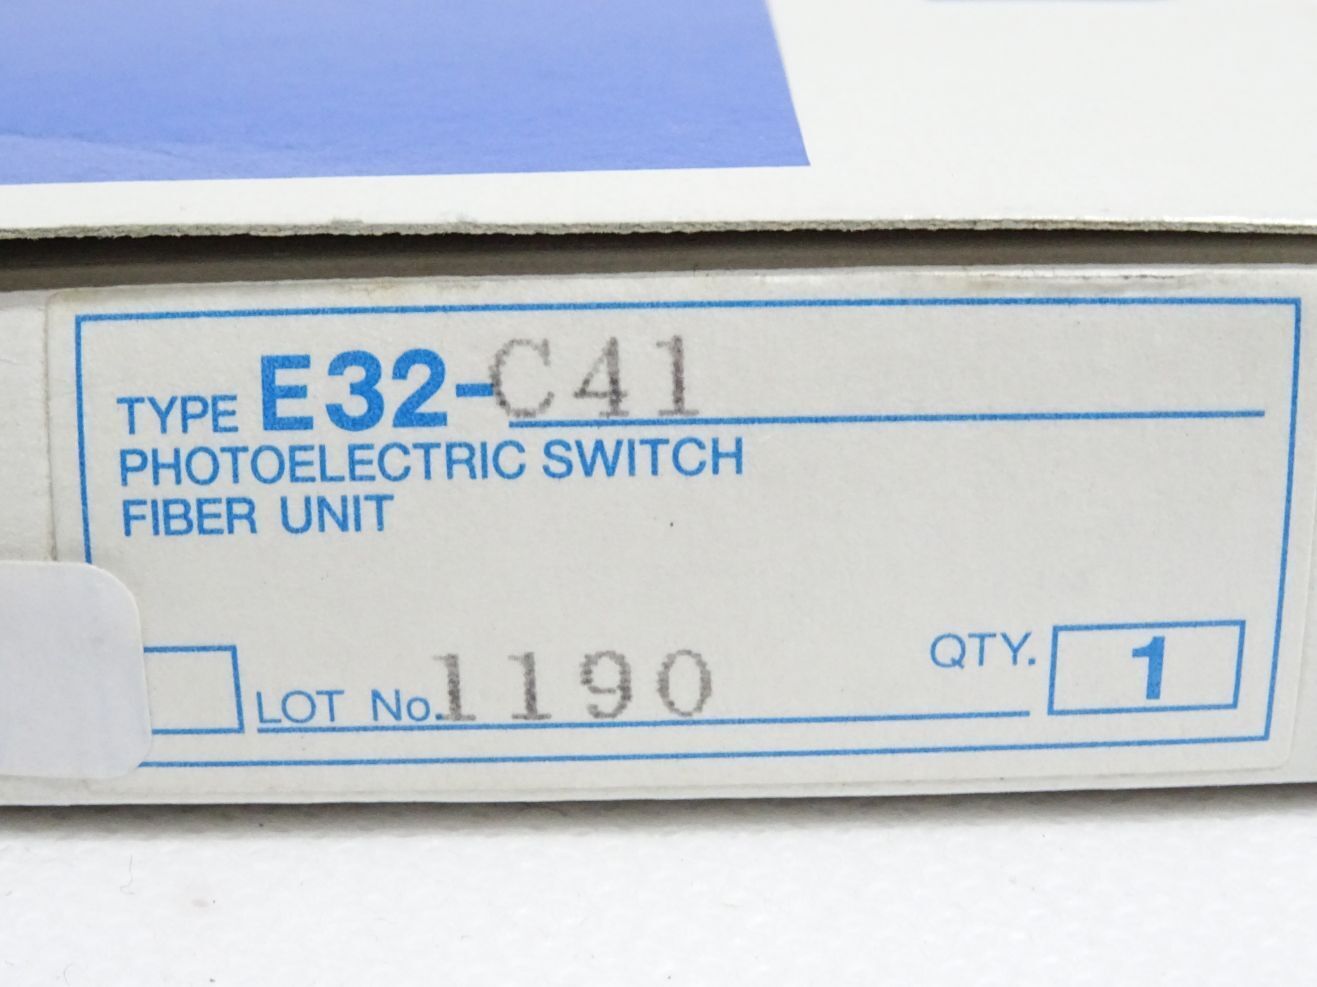 TYPE E32-C41
PHOTOELECTRIC SWITCH
FIBER UNIT
LOT No.1190
QTY. 1